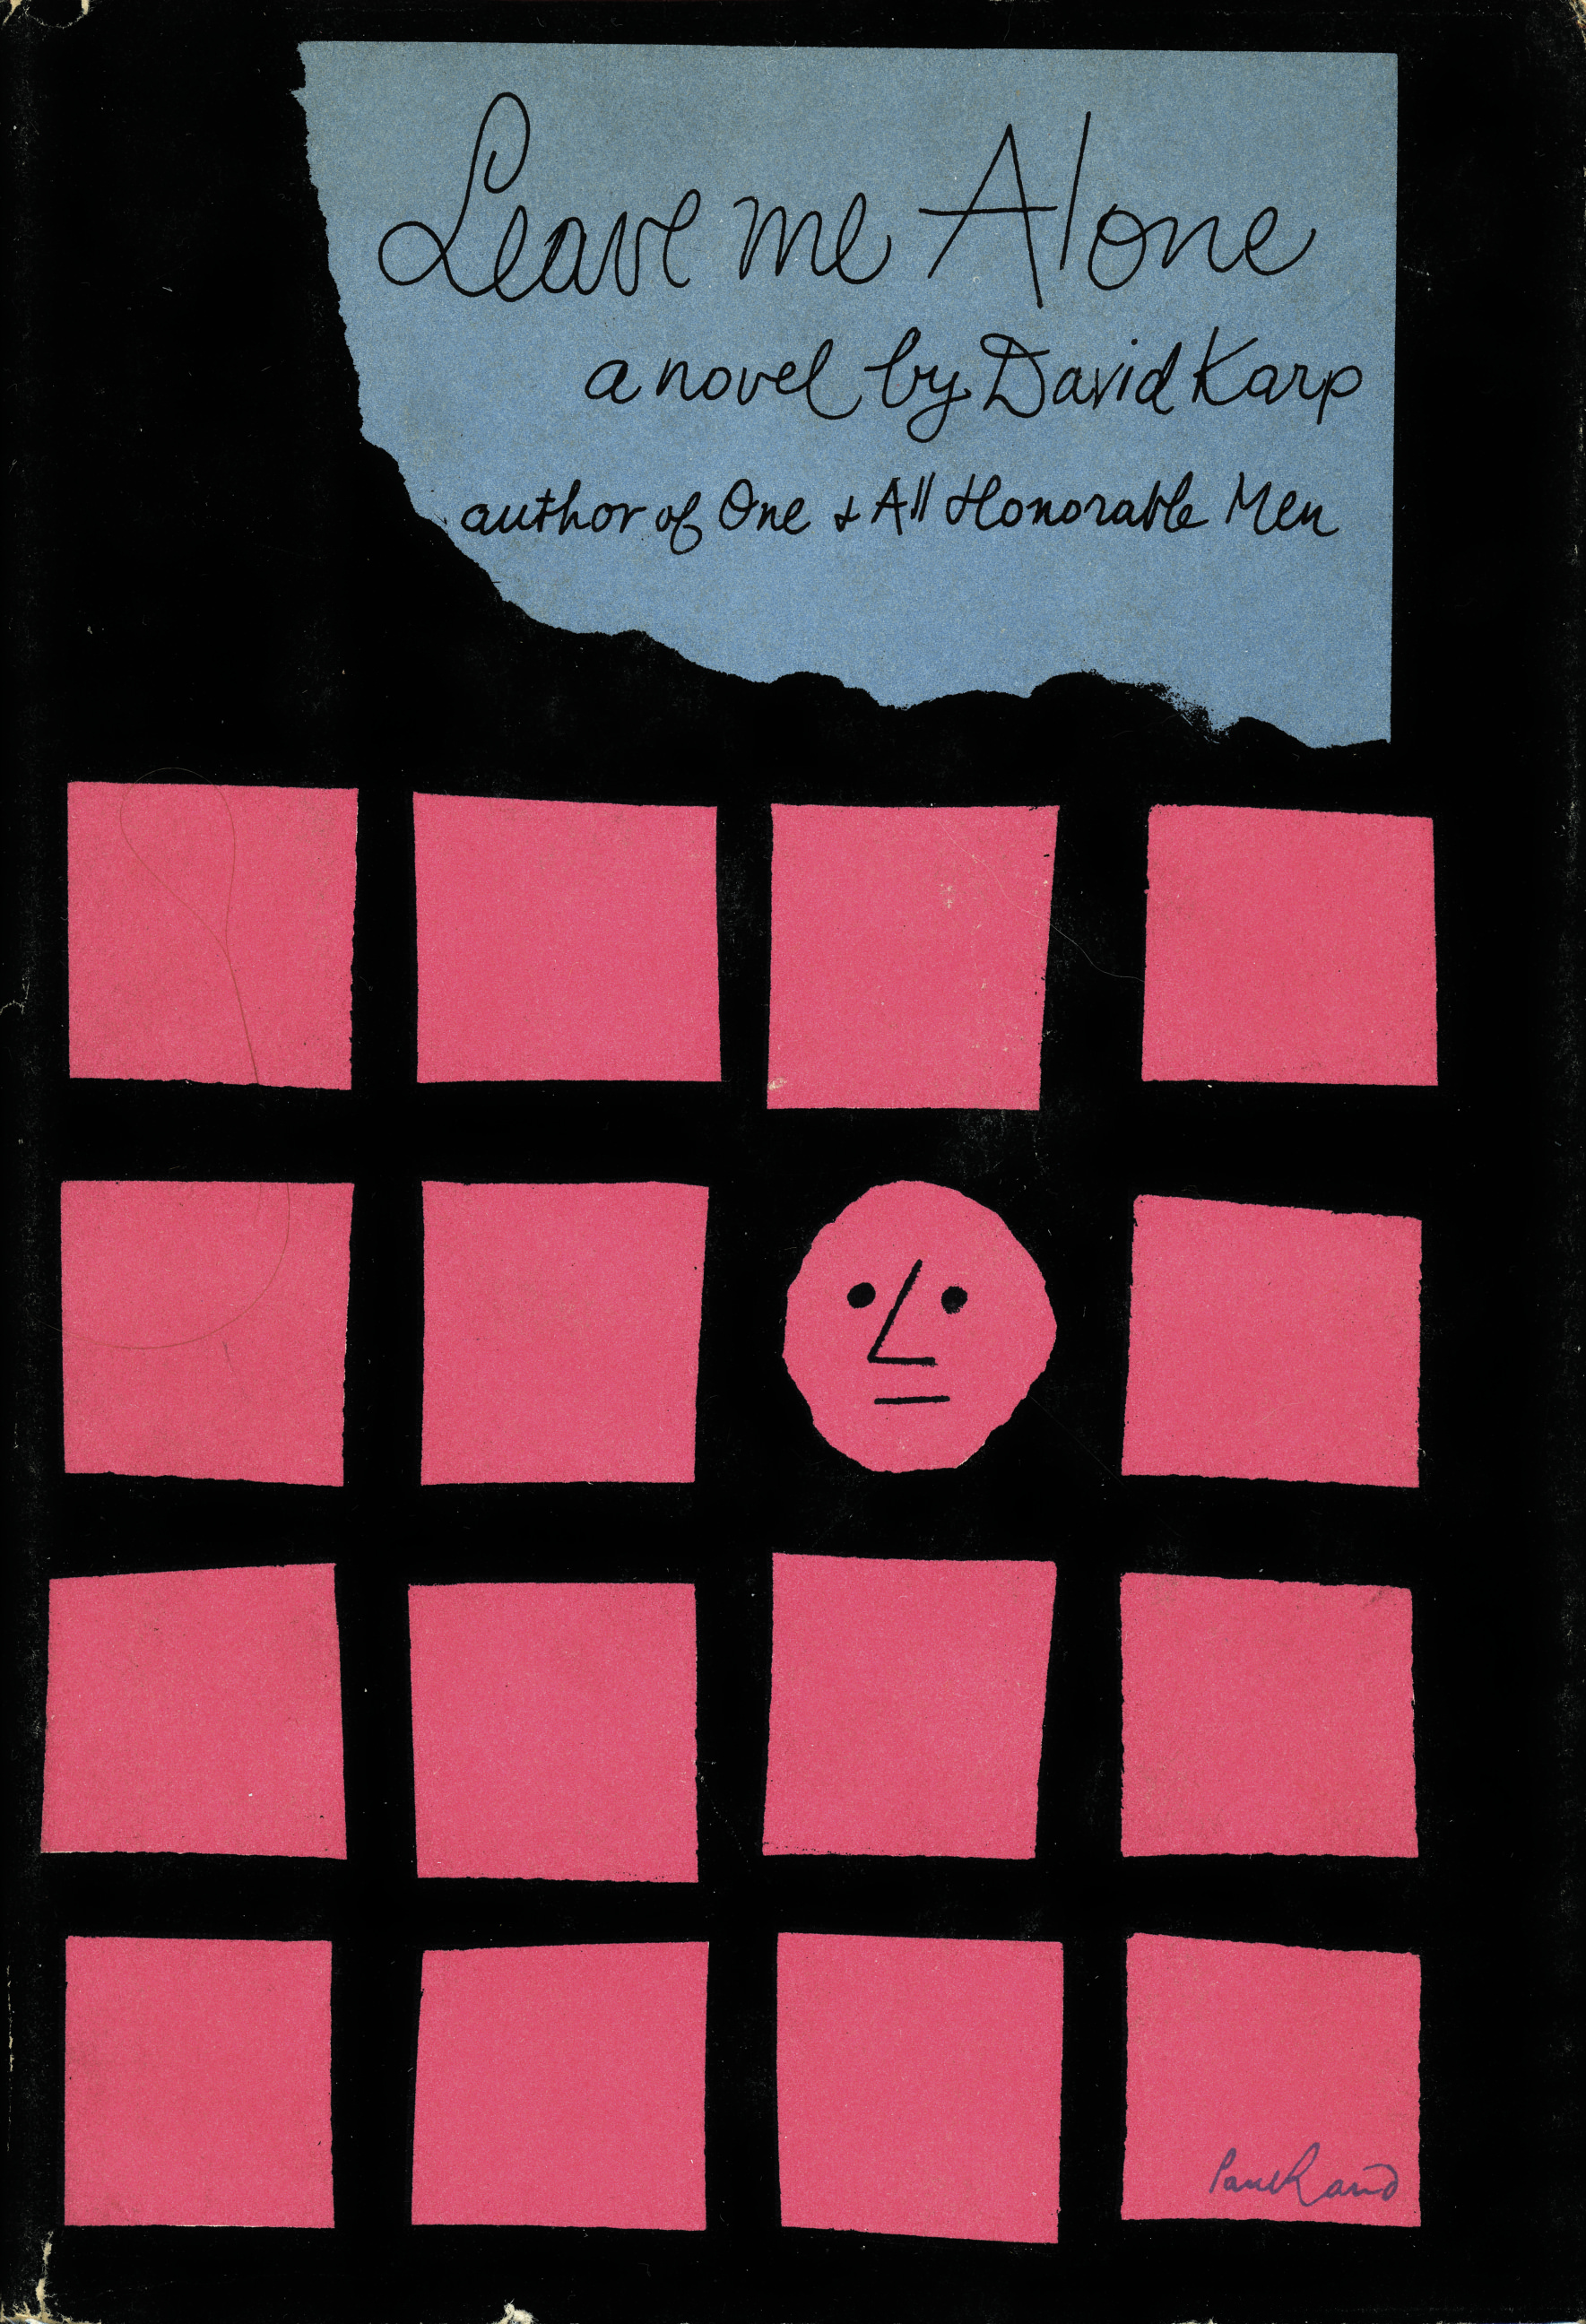 Leave me Alone
a novel by David Karp
author of One & All Honorable Men
Paul Rand